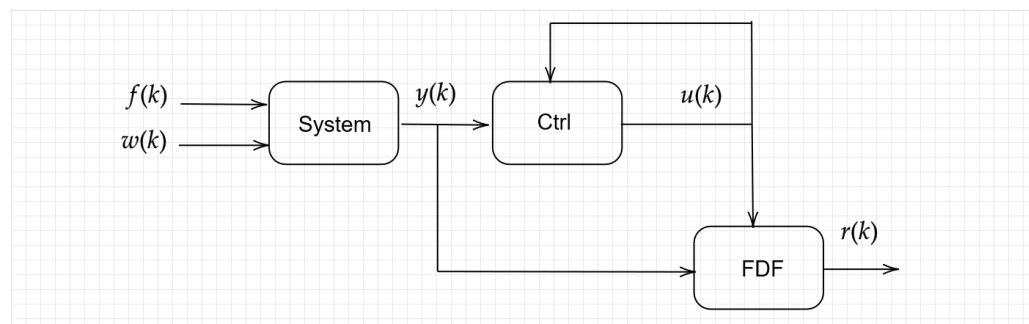 f(k)
w(k)
System
y(k)
Ctrl
u(k)
FDF
r(k)